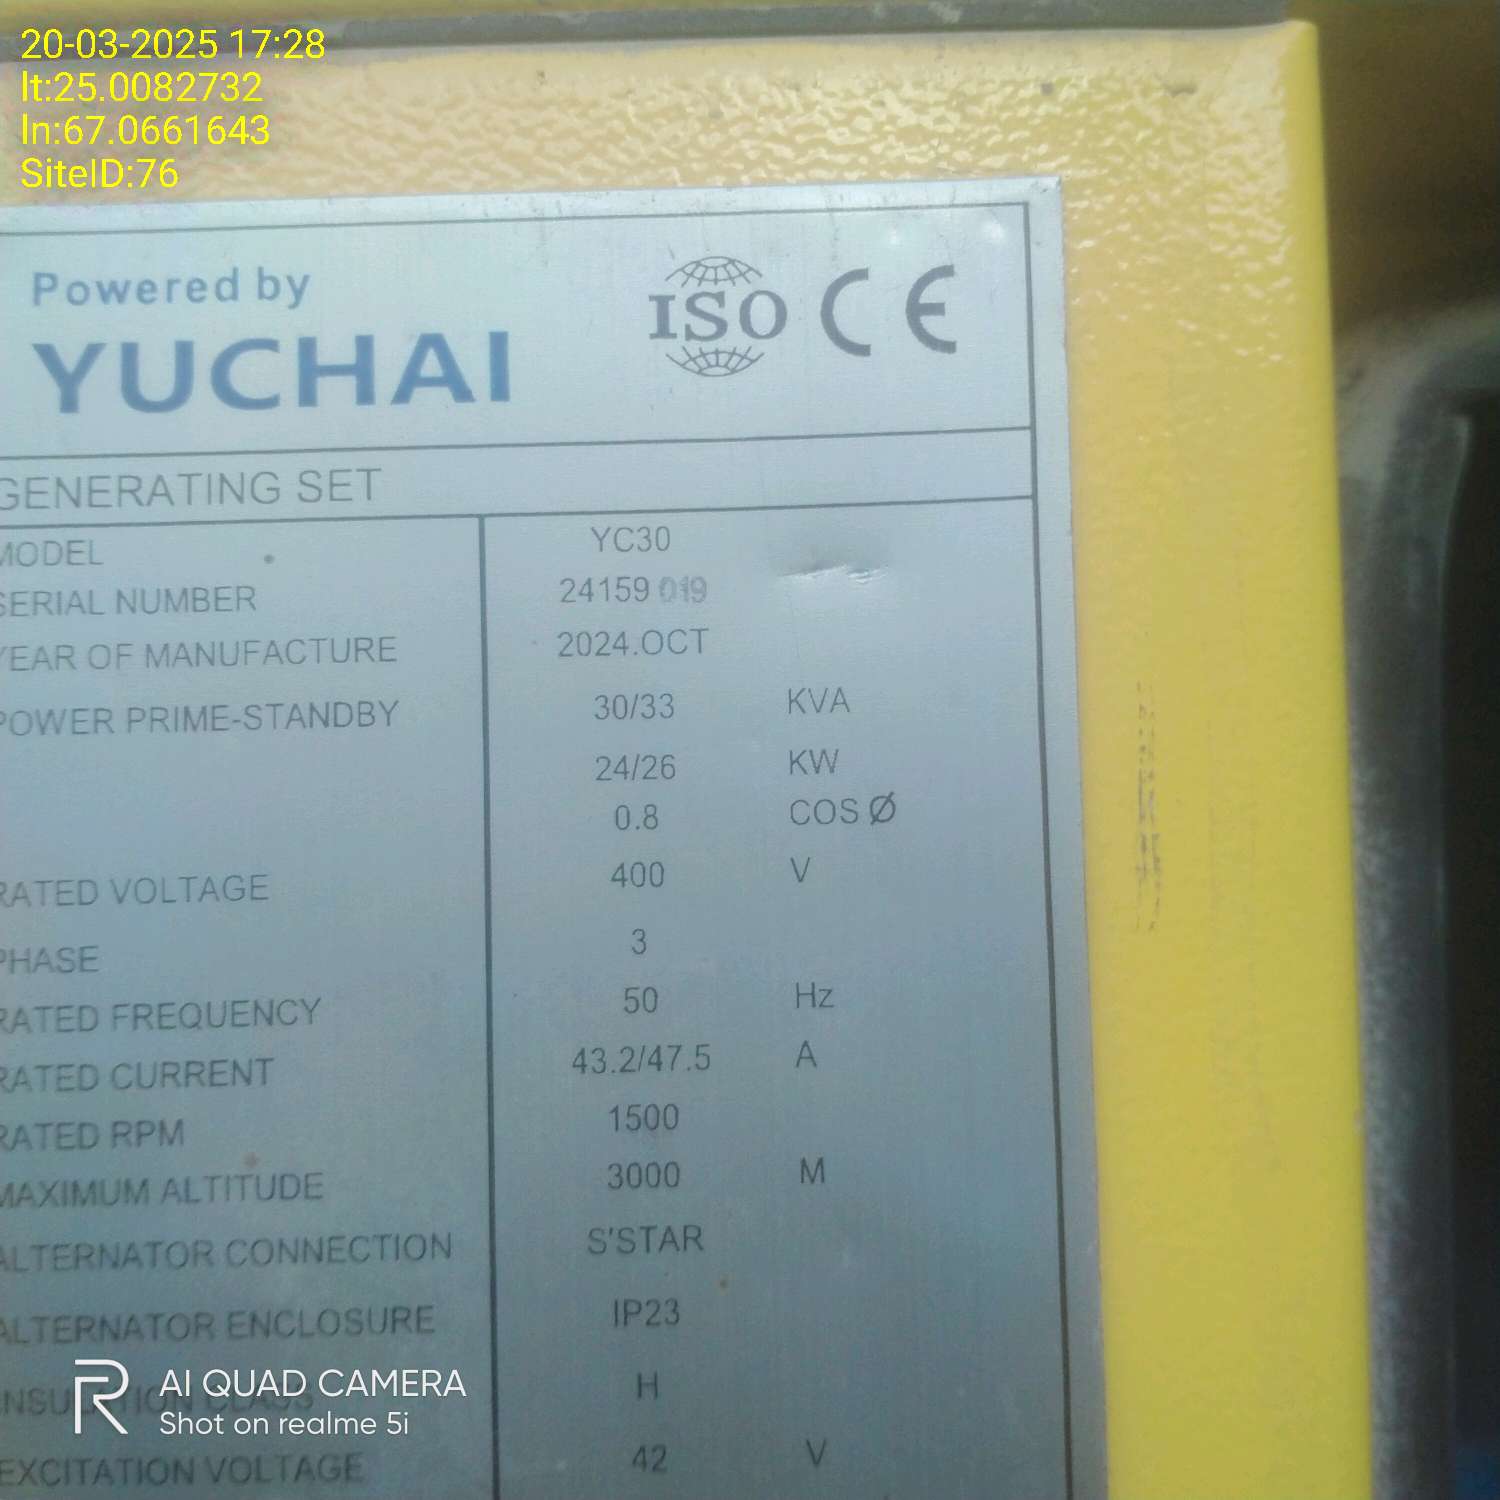 20-03-2025 17:28
lt:25.0082732
ln:67.0661643
SiteID:76
Powered by
YUCHAI
ISO CE
GENERATING SET
MODEL YC30
SERIAL NUMBER 24159 019
YEAR OF MANUFACTURE 2024.OCT
POWER PRIME-STANDBY 30/33 KVA
24/26 KW
0.8 COS Ø
RATED VOLTAGE 400 V
PHASE 3
RATED FREQUENCY 50 Hz
RATED CURRENT 43.2/47.5 A
RATED RPM 1500
MAXIMUM ALTITUDE 3000 M
ALTERNATOR CONNECTION S'STAR
ALTERNATOR ENCLOSURE IP23
INSULATION CLASS H
EXCITATION VOLTAGE 42 V
R AI QUAD CAMERA
Shot on realme 5i